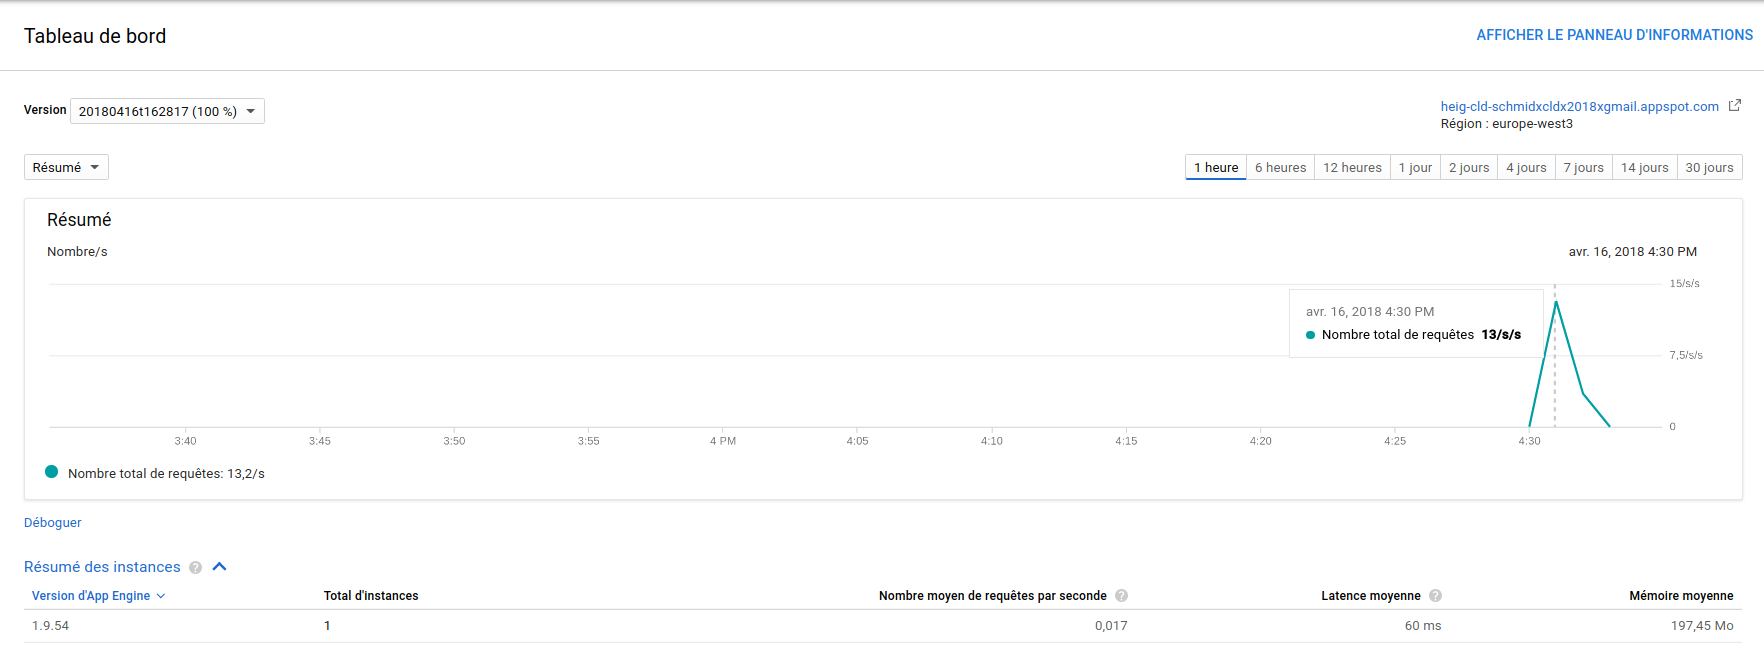 Tableau de bord
AFFICHER LE PANNEAU D'INFORMATIONS
Version 20180416t162817 (100 %)
heig-cld-schmidxcldx2018xgmail.appspot.com
Région : europe-west3
Résumé
1 heure 6 heures 12 heures 1 jour 2 jours 4 jours 7 jours 14 jours 30 jours
Résumé
Nombre/s
avr. 16, 2018 4:30 PM
15/s/s
avr. 16, 2018 4:30 PM
Nombre total de requêtes 13/s/s
7,5/s/s
0
3:40 3:45 3:50 3:55 4 PM 4:05 4:10 4:15 4:20 4:25 4:30
Nombre total de requêtes: 13,2/s
Déboguer
Résumé des instances ?
Version d'App Engine Total d'instances Nombre moyen de requêtes par seconde ? Latence moyenne ? Mémoire moyenne
1.9.54 1 0,017 60 ms 197,45 Mo